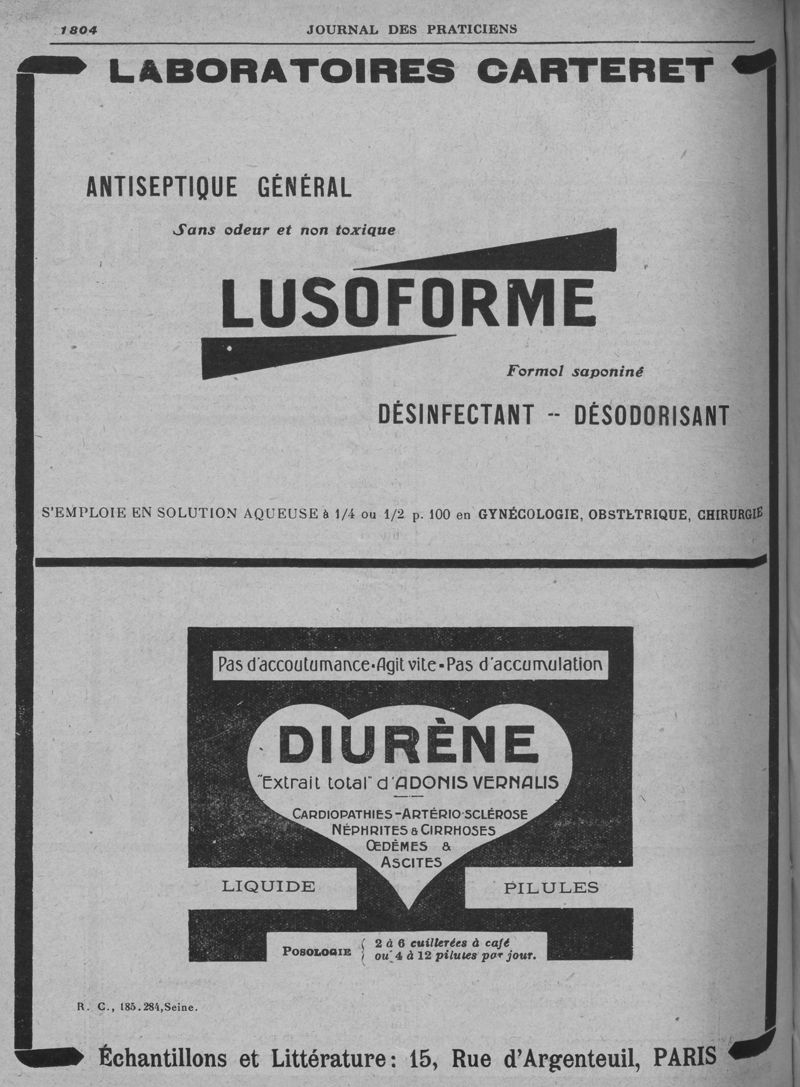 1804
JOURNAL DES PRATICIENS
LABORATOIRES CARTERET
ANTISEPTIQUE GÉNÉRAL
Sans odeur et non toxique
LUSOFORME
Formol saponiné
DÉSINFECTANT -- DÉSODORISANT
S'EMPLOIE EN SOLUTION AQUEUSE à 1/4 ou 1/2 p. 100 en GYNÉCOLOGIE, OBSTÉTRIQUE, CHIRURGIE
Pas d'accoutumance•Agit vite•Pas d'accumulation
DIURÈNE
"Extrait total" d'ADONIS VERNALIS
CARDIOPATHIES-ARTÉRIO-SCLÉROSE
NÉPHRITES & CIRRHOSES
ŒDÈMES &
ASCITES
LIQUIDE
PILULES
POSOLOGIE { 2 à 6 cuillerées à café
ou 4 à 12 pilules par jour.
R. C., 185.284,Seine.
Échantillons et Littérature: 15, Rue d'Argenteuil, PARIS